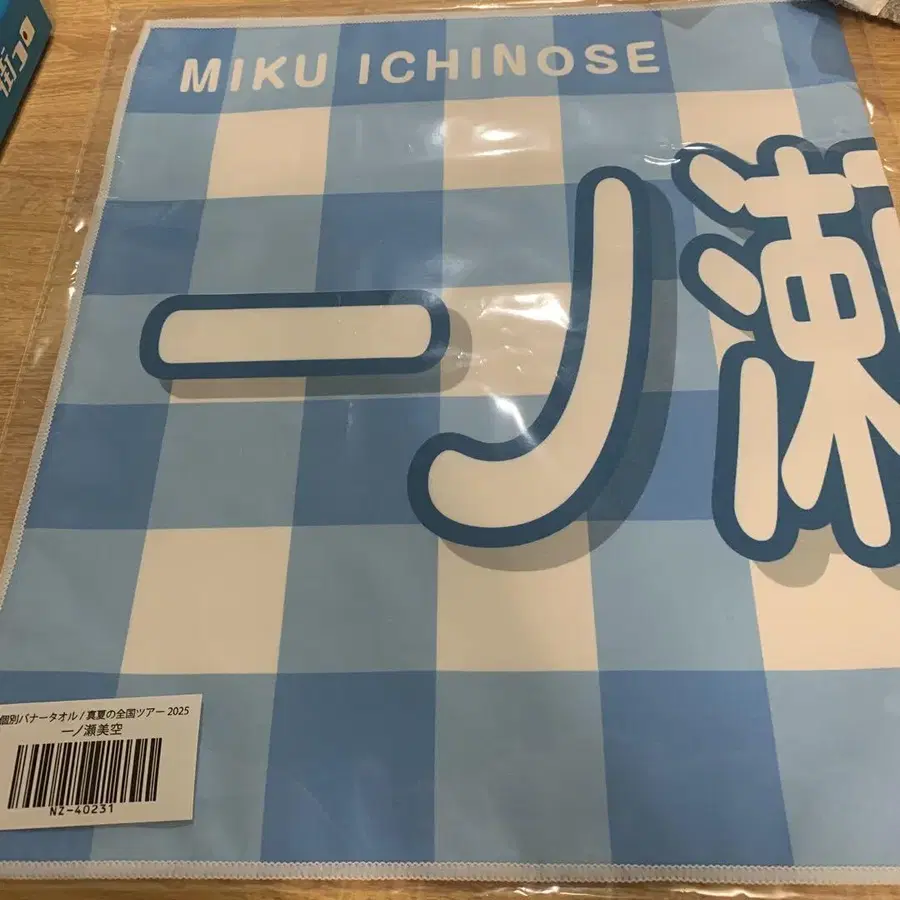 MIKU ICHINOSE
一ノ瀬
個別バナータオル / 真夏の全国ツアー 2025
一ノ瀬美空
NZ-40231